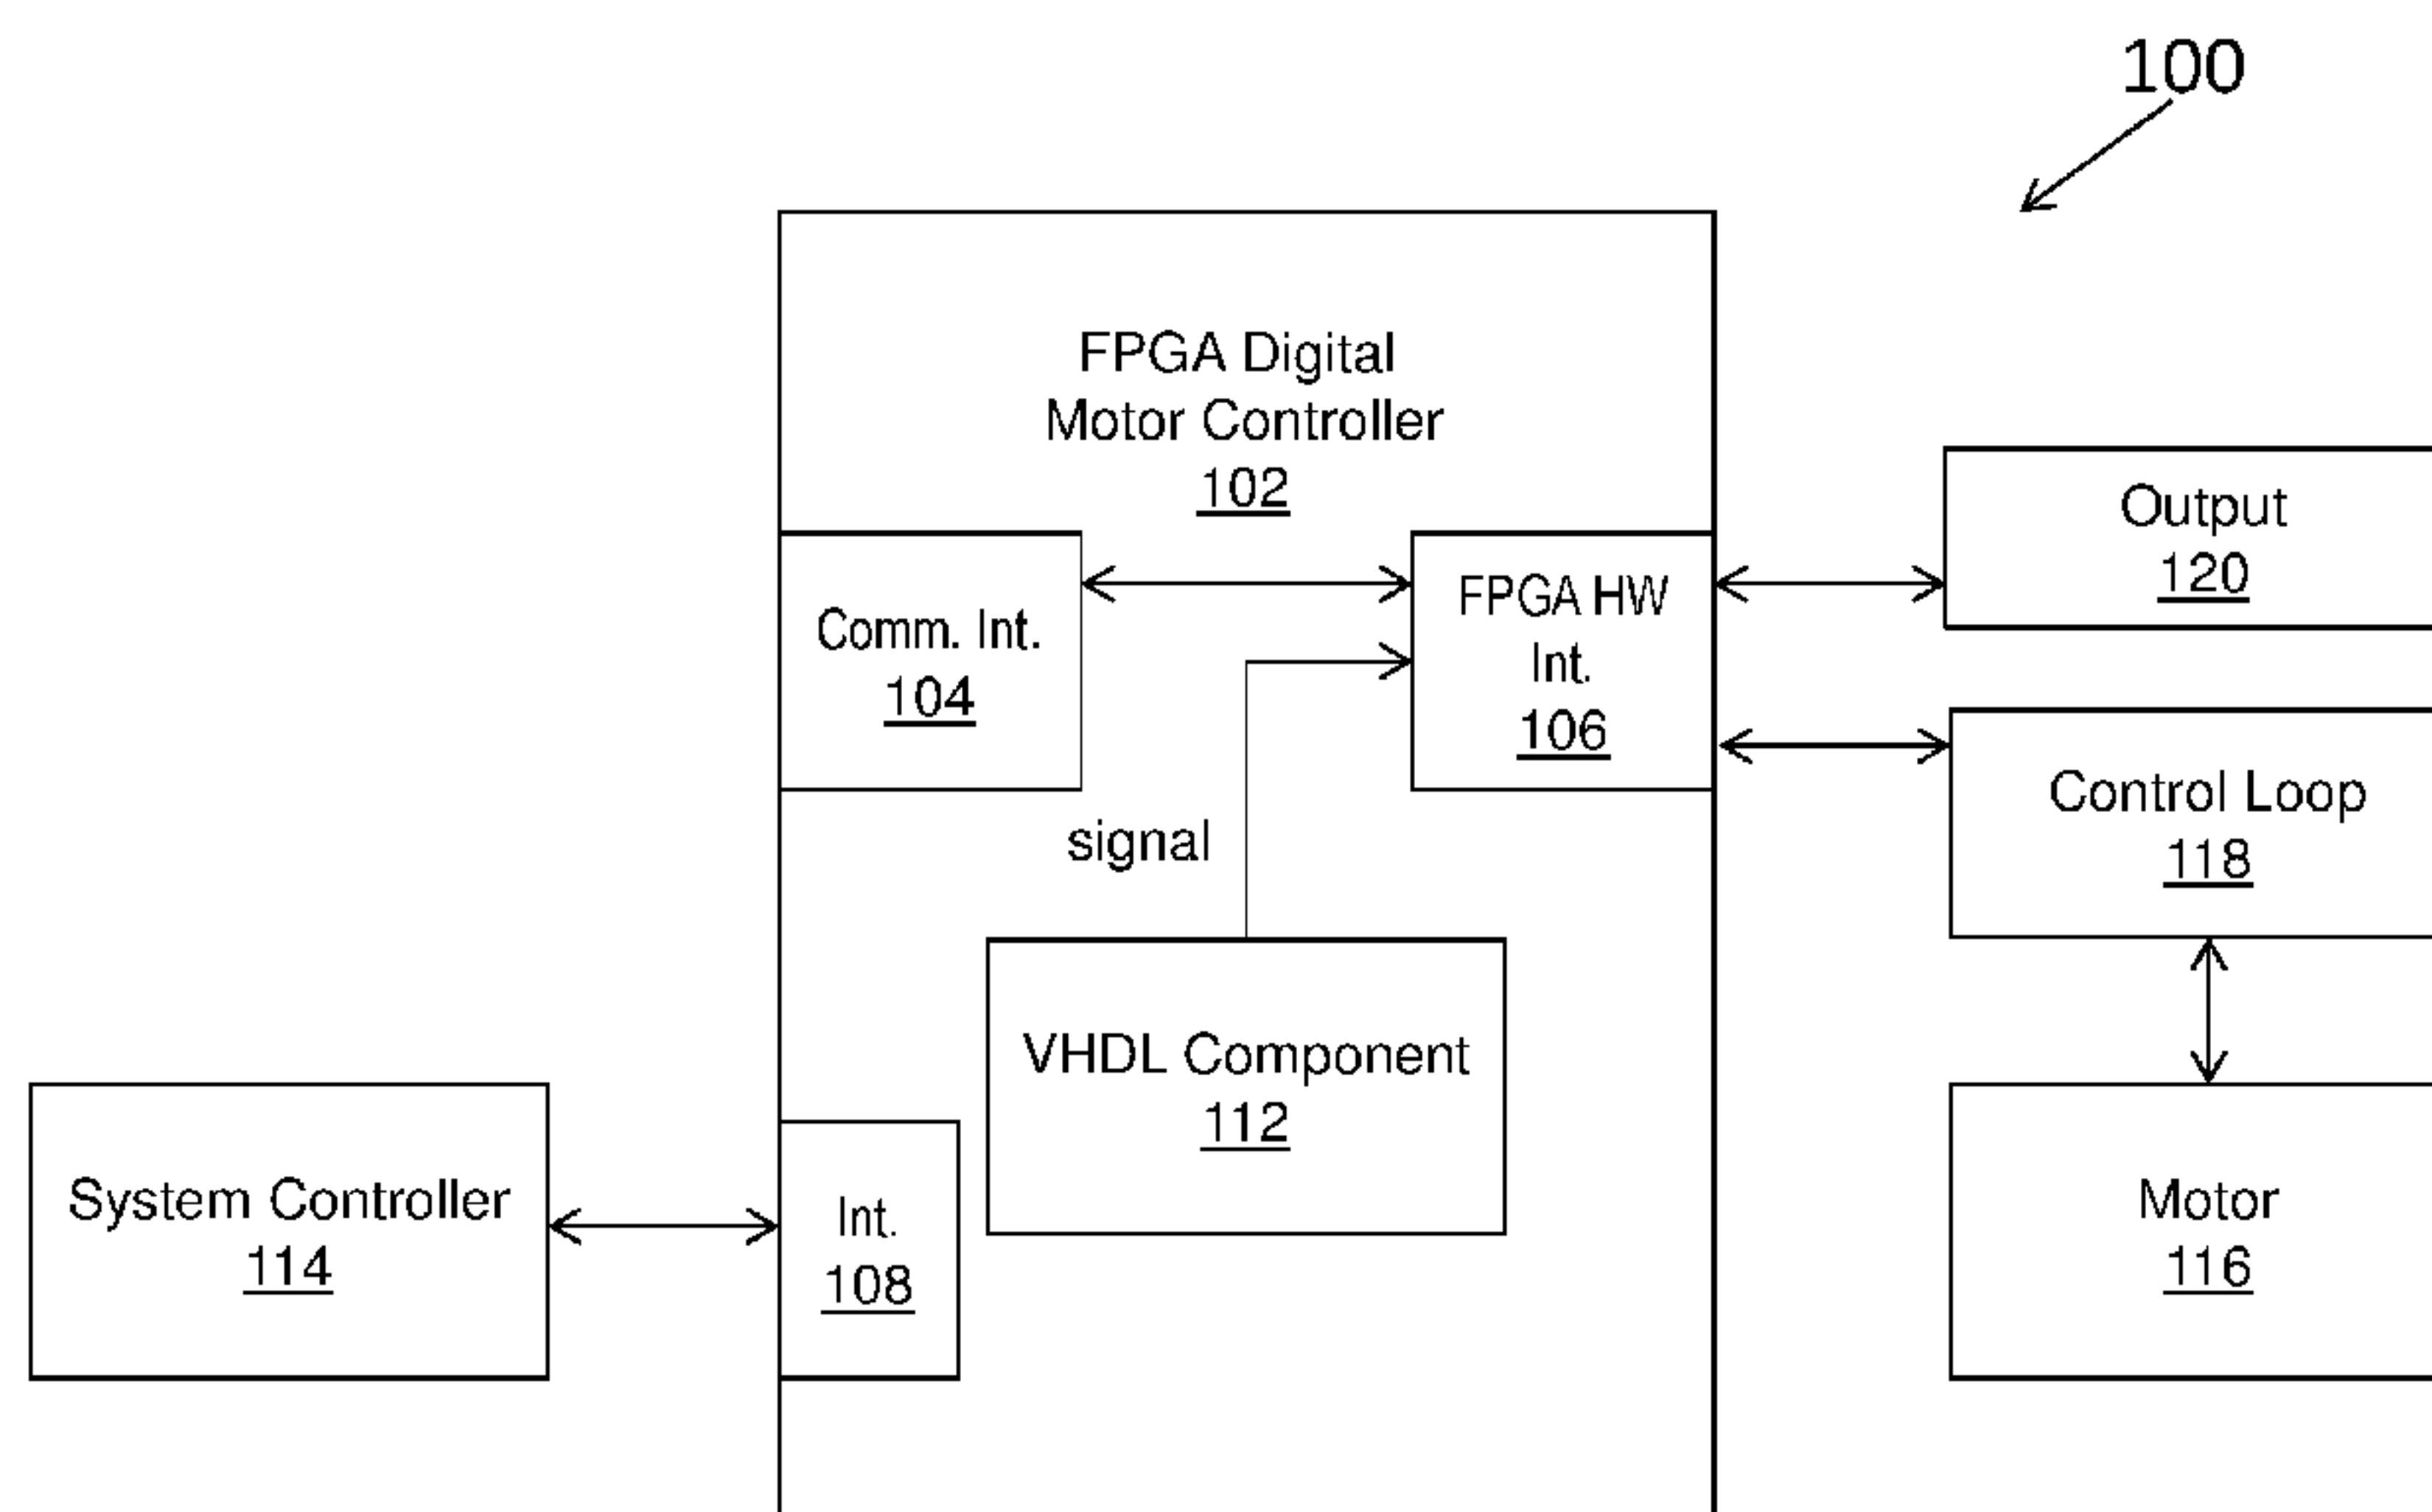 100
FPGA Digital
Motor Controller
102
Output
120
Comm. Int.
104
FPGA HW
Int.
106
Control Loop
118
signal
VHDL Component
112
System Controller
114
Int.
108
Motor
116